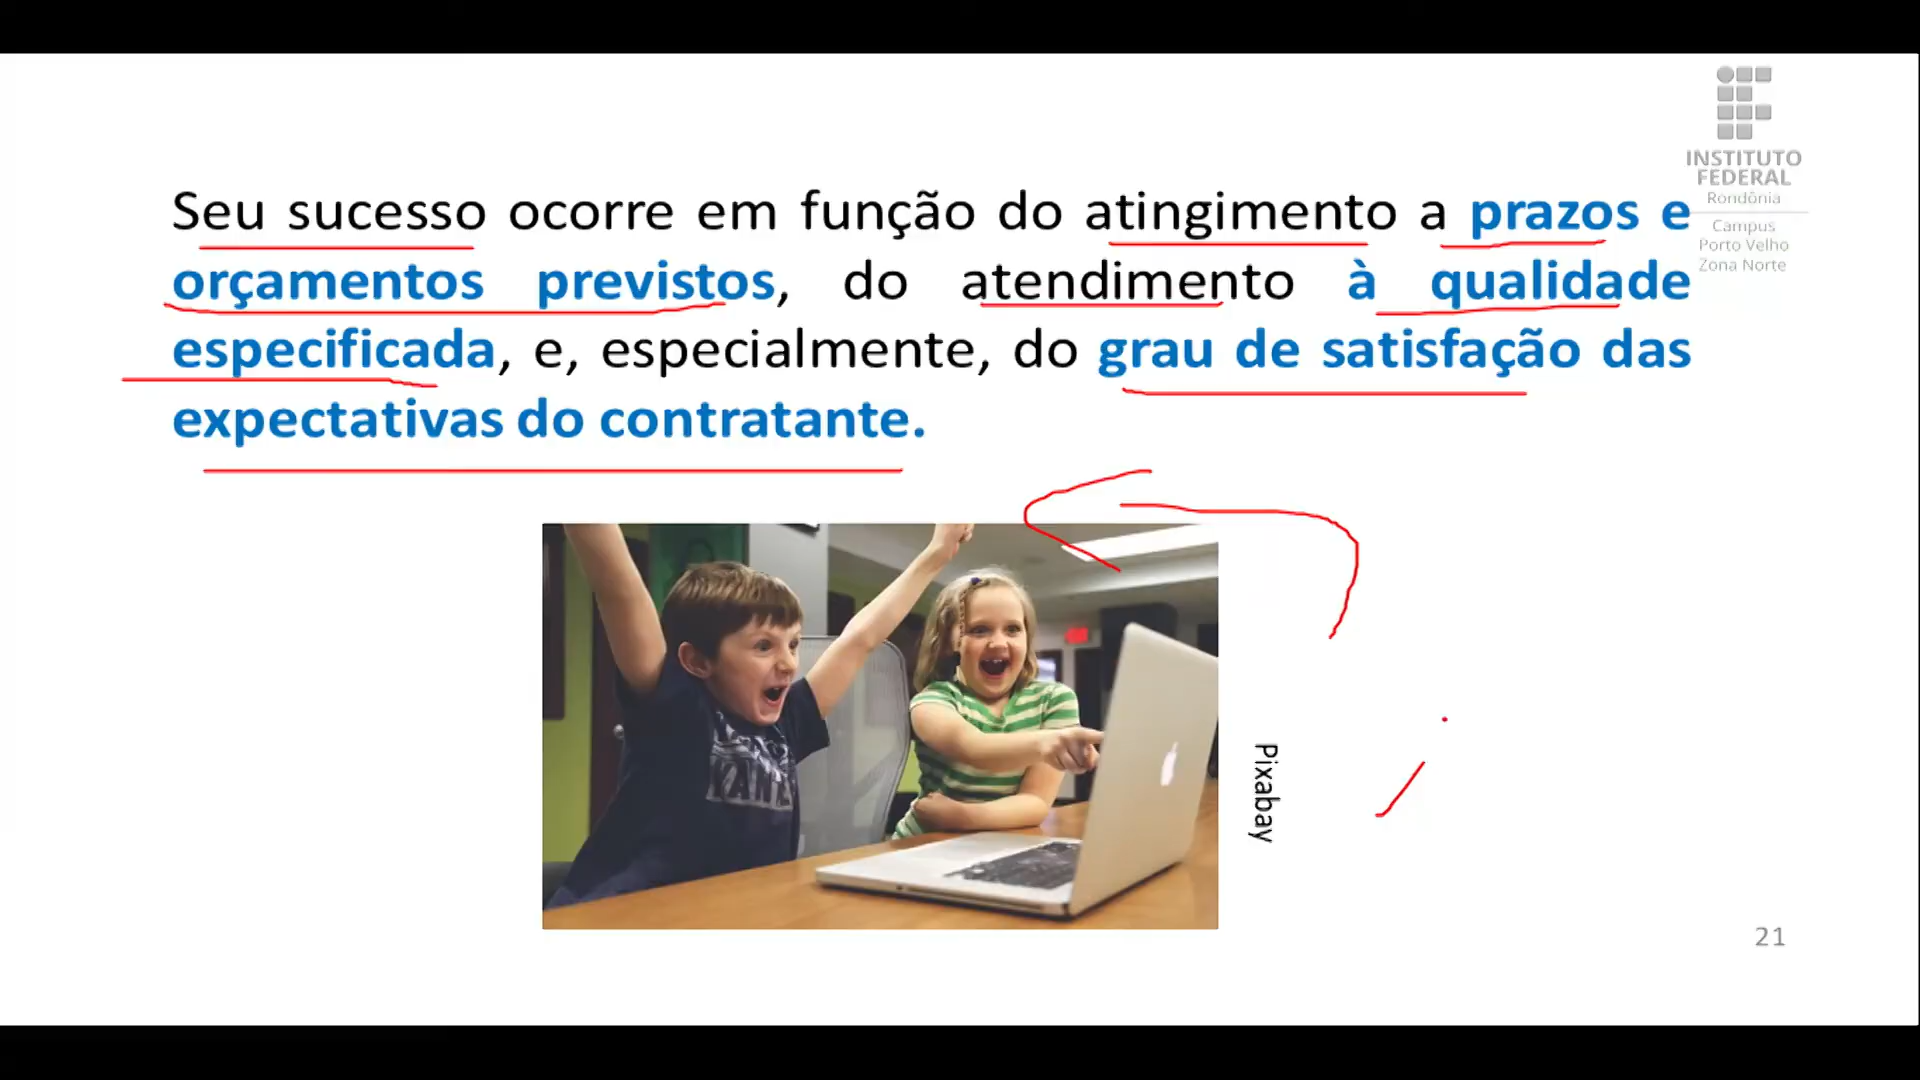 INSTITUTO
FEDERAL
Rondônia
Campus
Porto Velho
Zona Norte
Seu sucesso ocorre em função do atingimento a prazos e
orçamentos previstos, do atendimento à qualidade
especificada, e, especialmente, do grau de satisfação das
expectativas do contratante.
Pixabay
21